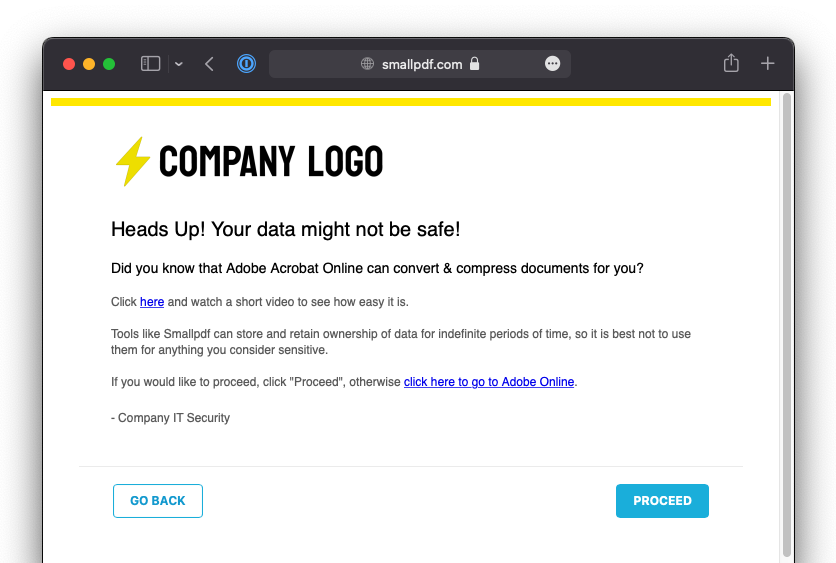 smallpdf.com
COMPANY LOGO
Heads Up! Your data might not be safe!
Did you know that Adobe Acrobat Online can convert & compress documents for you?
Click here and watch a short video to see how easy it is.
Tools like Smallpdf can store and retain ownership of data for indefinite periods of time, so it is best not to use
them for anything you consider sensitive.
If you would like to proceed, click "Proceed", otherwise click here to go to Adobe Online.
- Company IT Security
GO BACK
PROCEED